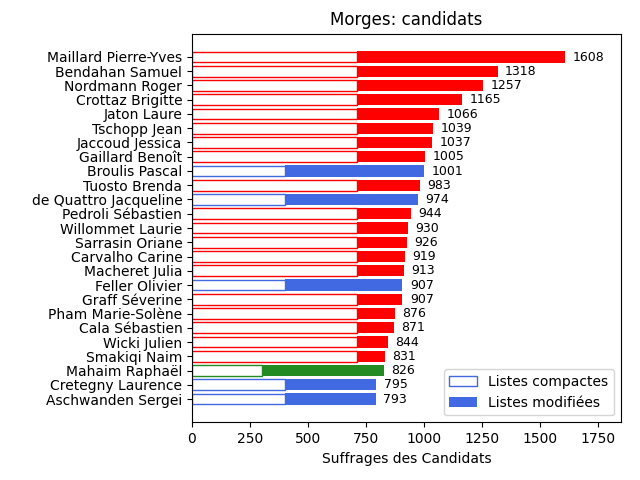 Morges: candidats
Maillard Pierre-Yves 1608
Bendahan Samuel 1318
Nordmann Roger 1257
Crottaz Brigitte 1165
Jaton Laure 1066
Tschopp Jean 1039
Jaccoud Jessica 1037
Gaillard Benoît 1005
Broulis Pascal 1001
Tuosto Brenda 983
de Quattro Jacqueline 974
Pedroli Sébastien 944
Willommet Laurie 930
Sarrasin Oriane 926
Carvalho Carine 919
Macheret Julia 913
Feller Olivier 907
Graff Séverine 907
Pham Marie-Solène 876
Cala Sébastien 871
Wicki Julien 844
Smakiqi Naim 831
Mahaim Raphaël 826
Cretegny Laurence 795
Aschwanden Sergei 793
Listes compactes
Listes modifiées
0 250 500 750 1000 1250 1500 1750
Suffrages des Candidats